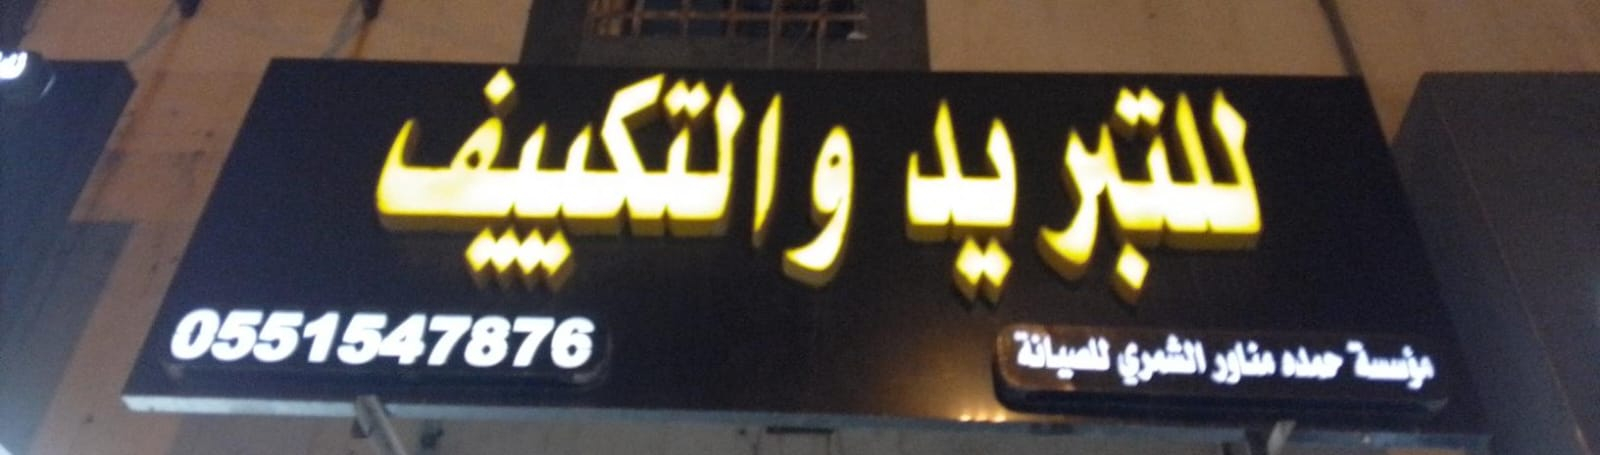 للتبريد والتكييف
مؤسسة حمده مناور الشمري للصيانة
0551547876